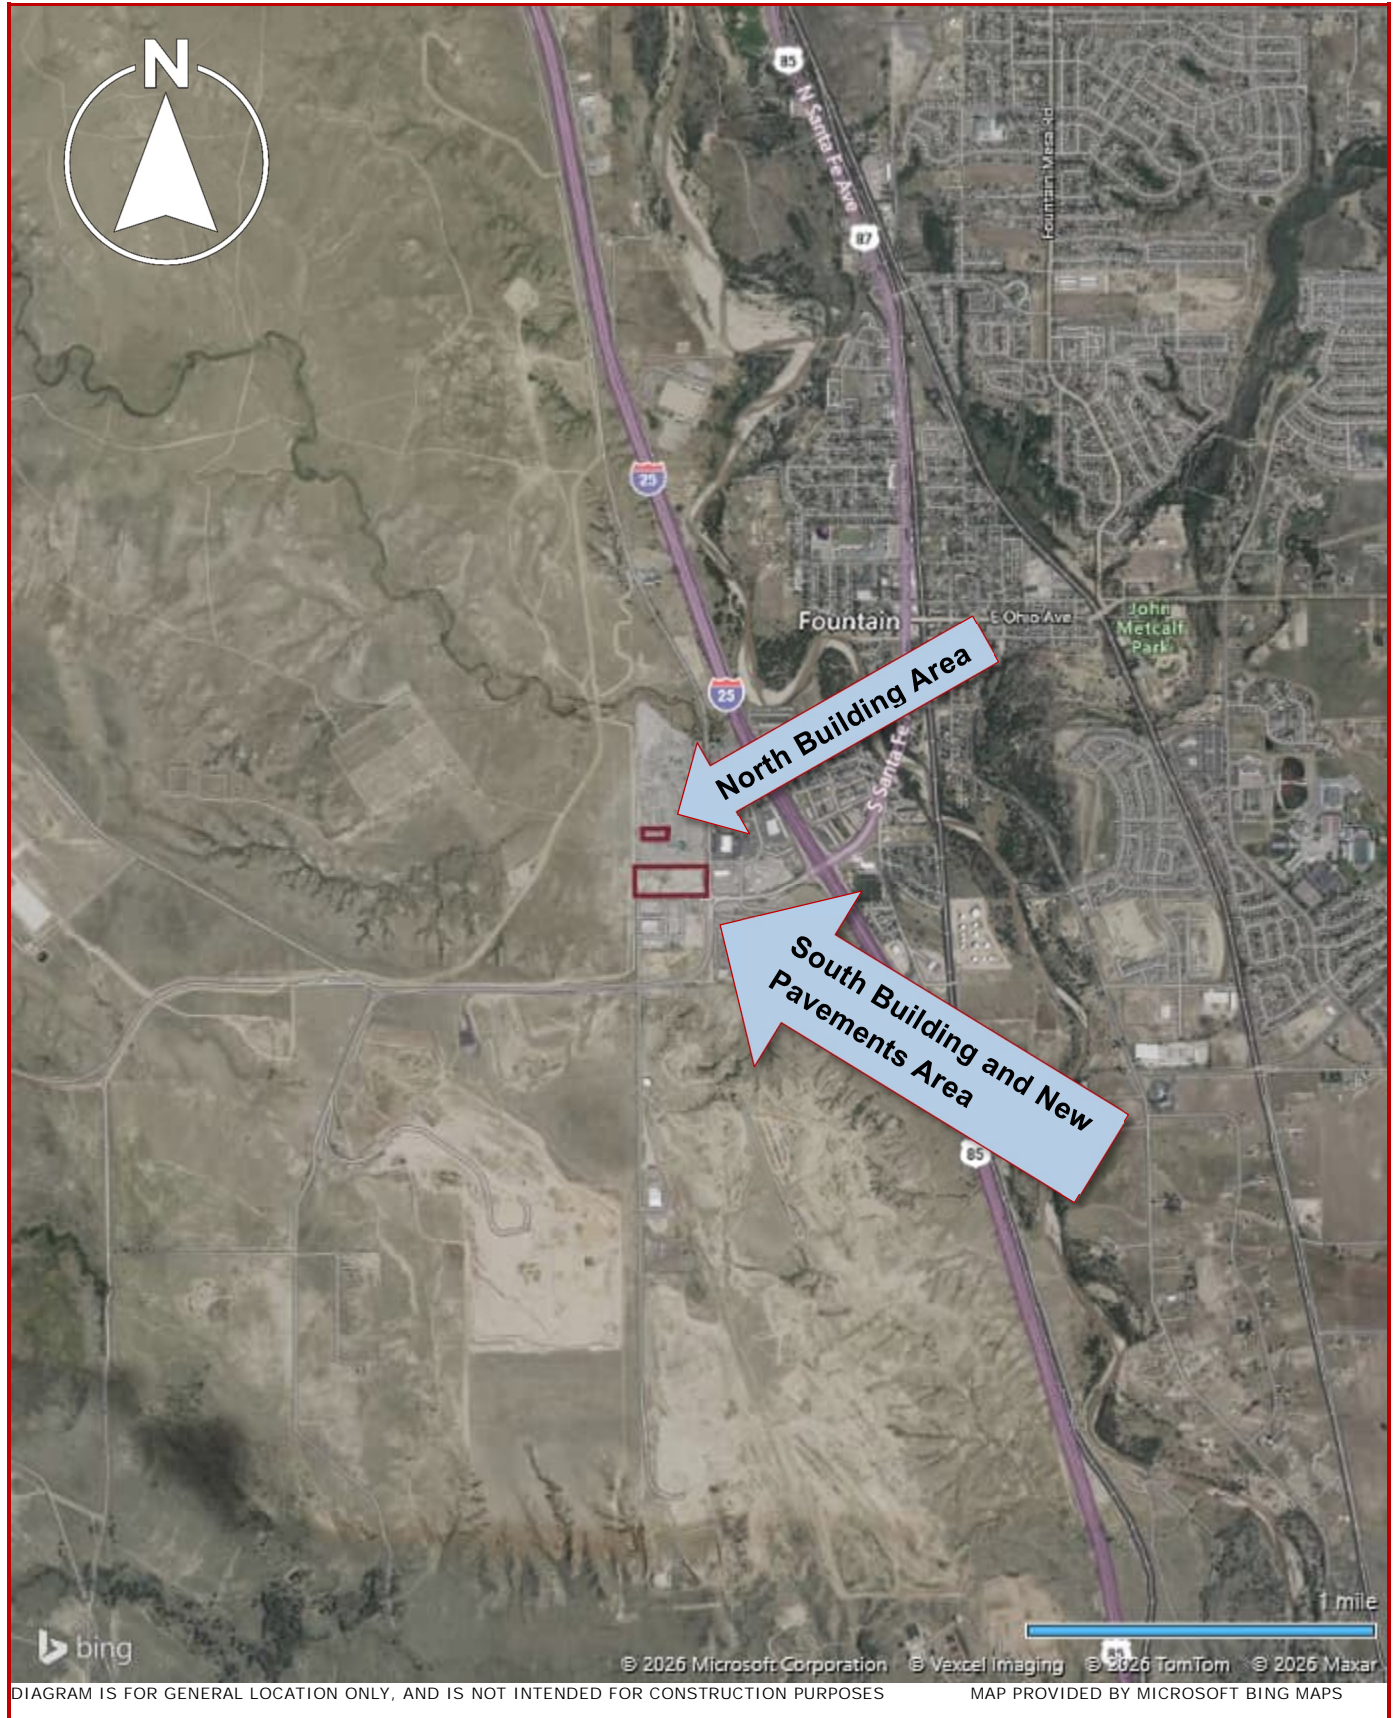 N
85
N Santa Fe Ave
Fountain Mesa Rd
87
25
Fountain
E Ohio Ave
John
Metcalf
Park
25
North Building Area
S Santa Fe
South Building and New
Pavements Area
85
1 mile
85
bing
© 2026 Microsoft Corporation © Vexcel Imaging © 2026 TomTom © 2026 Maxar
DIAGRAM IS FOR GENERAL LOCATION ONLY, AND IS NOT INTENDED FOR CONSTRUCTION PURPOSES MAP PROVIDED BY MICROSOFT BING MAPS